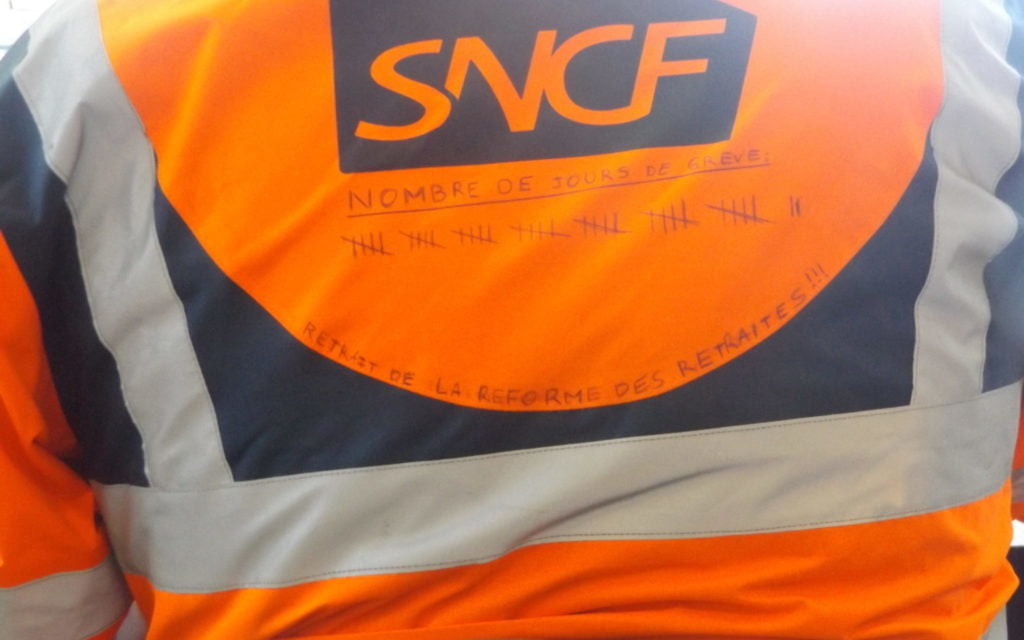 SNCF
NOMBRE DE JOURS DE GREVE:
RETRAIT DE LA REFORME DES RETRAITES!!!